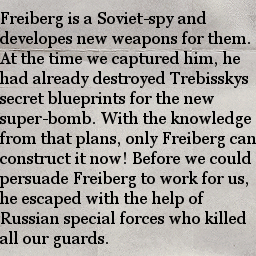 Freiberg is a Soviet-spy and
developes new weapons for them.
At the time we captured him, he
had already destroyed Trebisskys
secret blueprints for the new
super-bomb. With the knowledge
from that plans, only Freiberg can
construct it now! Before we could
persuade Freiberg to work for us,
he escaped with the help of
Russian special forces who killed
all our guards.